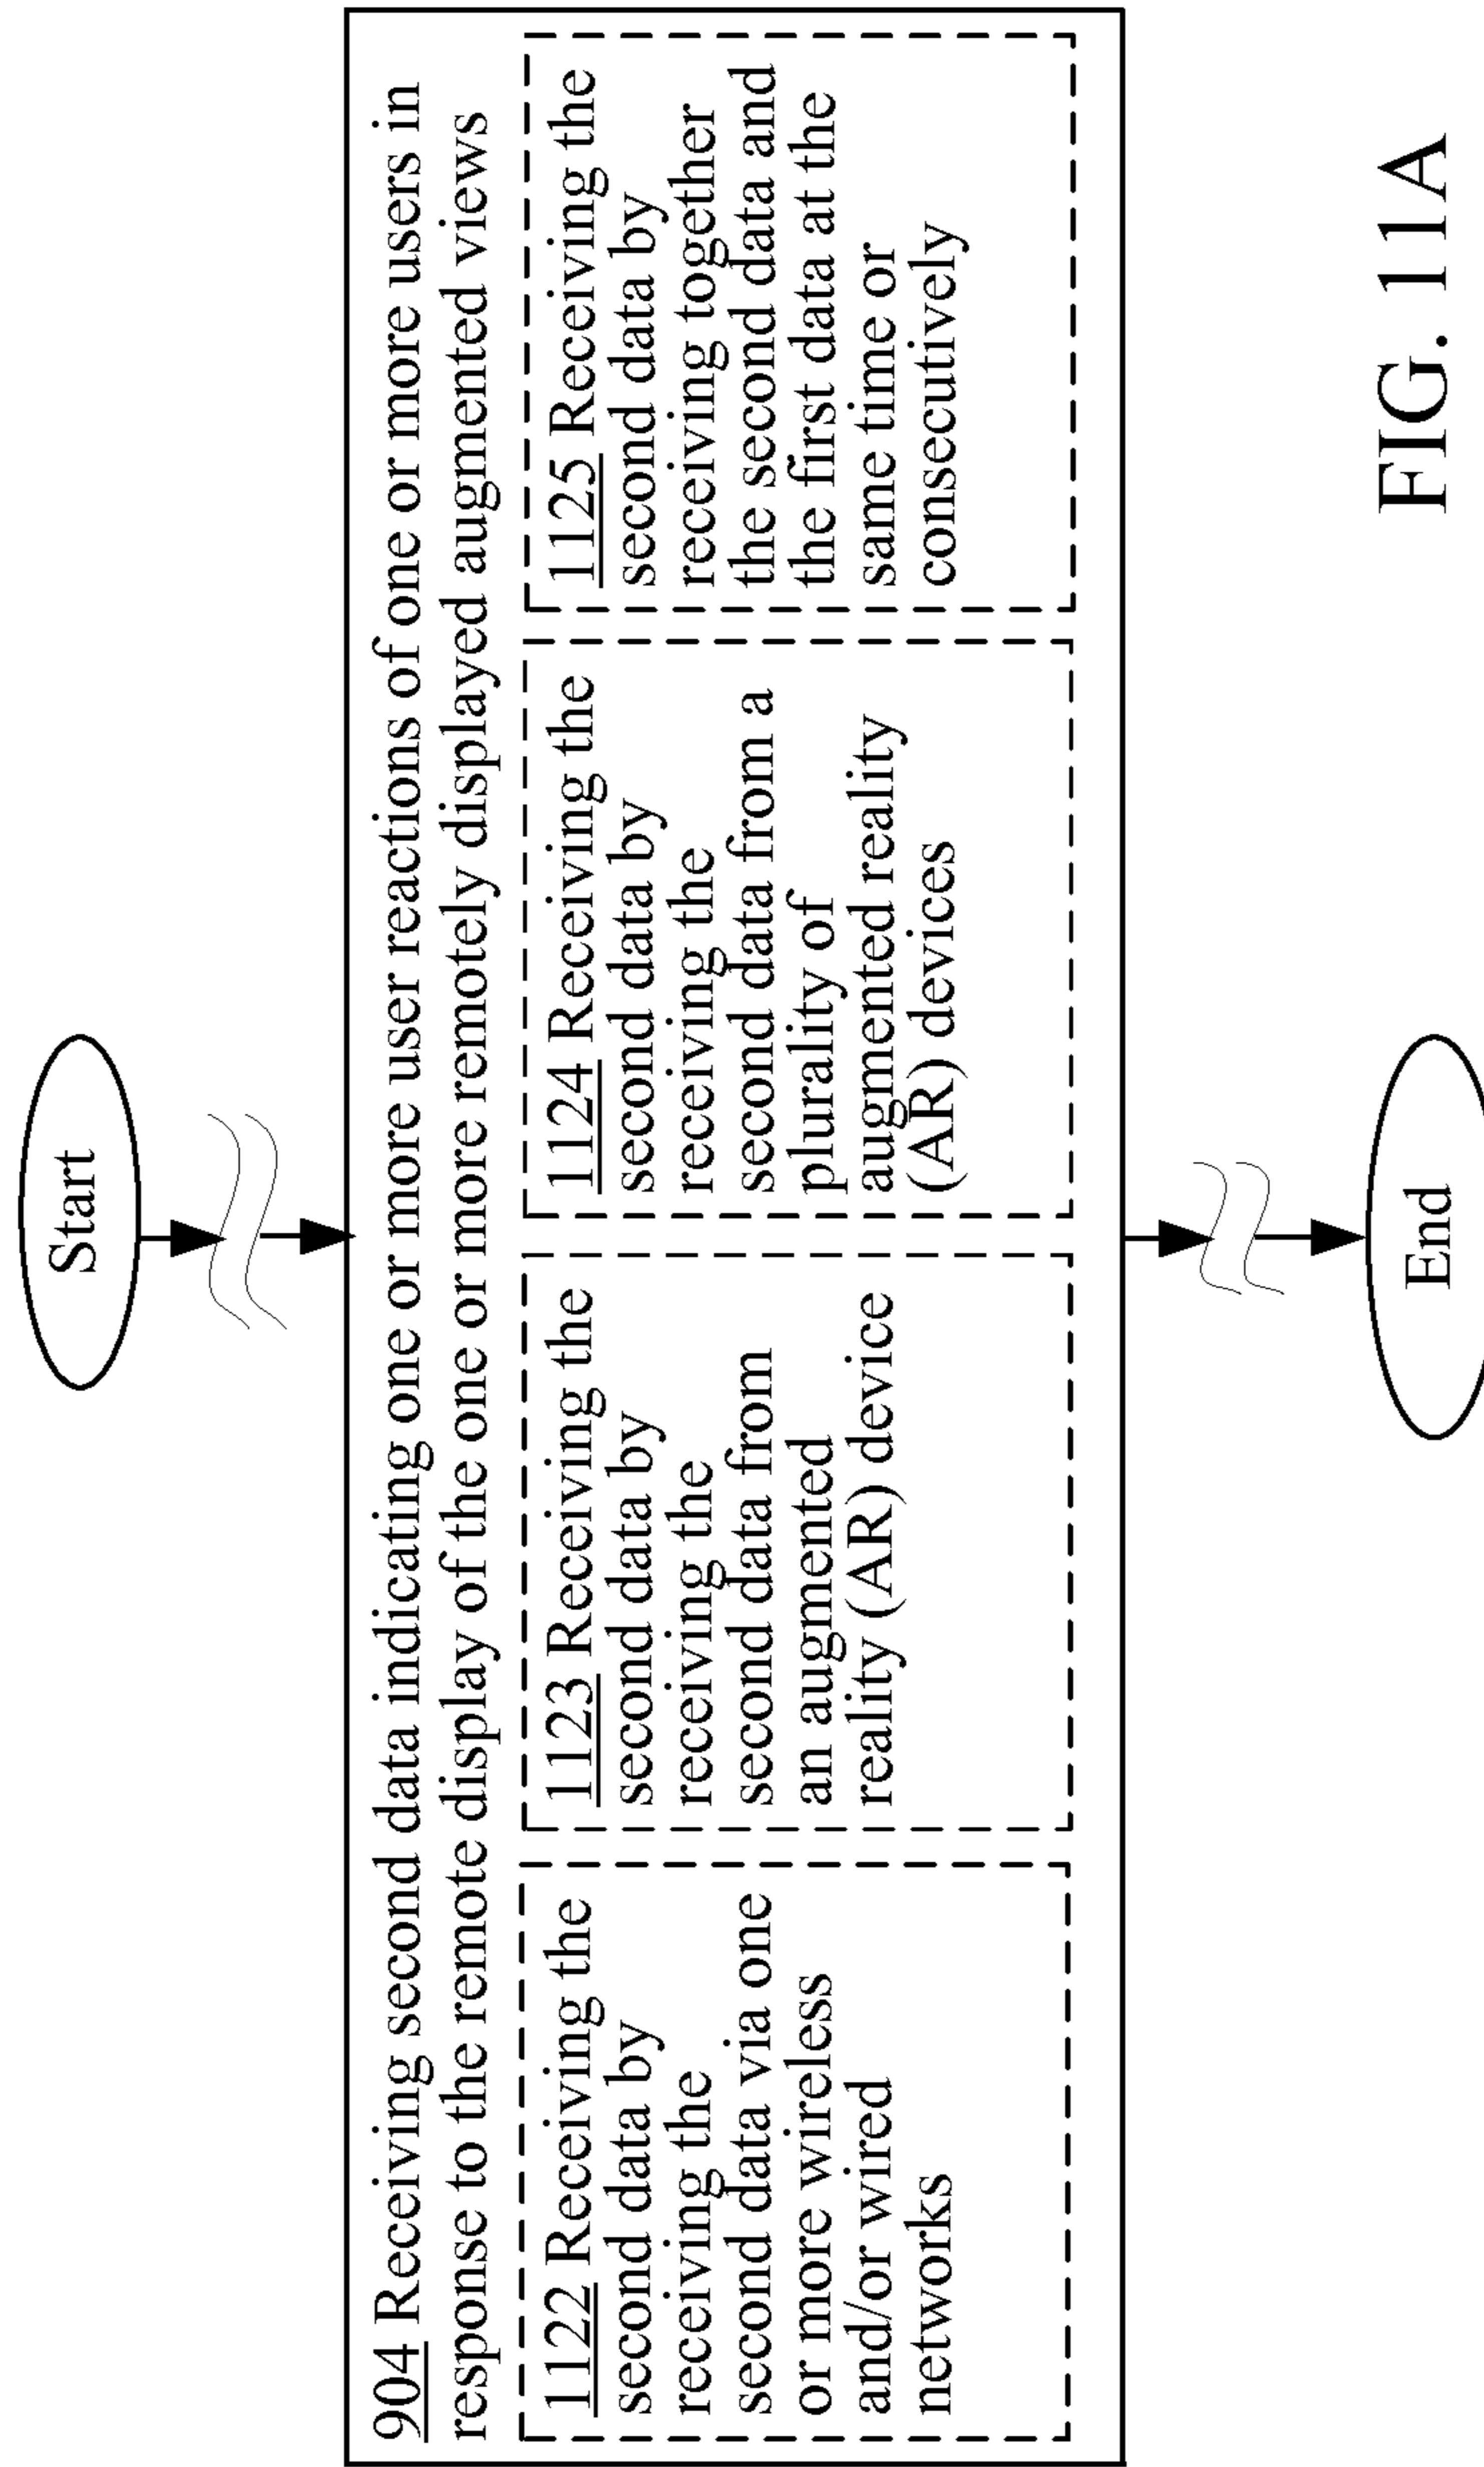 Start
904 Receiving second data indicating one or more user reactions of one or more users in
response to the remote display of the one or more remotely displayed augmented views
1122 Receiving the
second data by
receiving the
second data via one
or more wireless
and/or wired
networks
1123 Receiving the
second data by
receiving the
second data from
an augmented
reality (AR) device
1124 Receiving the
second data by
receiving the
second data from a
plurality of
augmented reality
(AR) devices
1125 Receiving the
second data by
receiving together
the second data and
the first data at the
same time or
consecutively
End
FIG. 11A